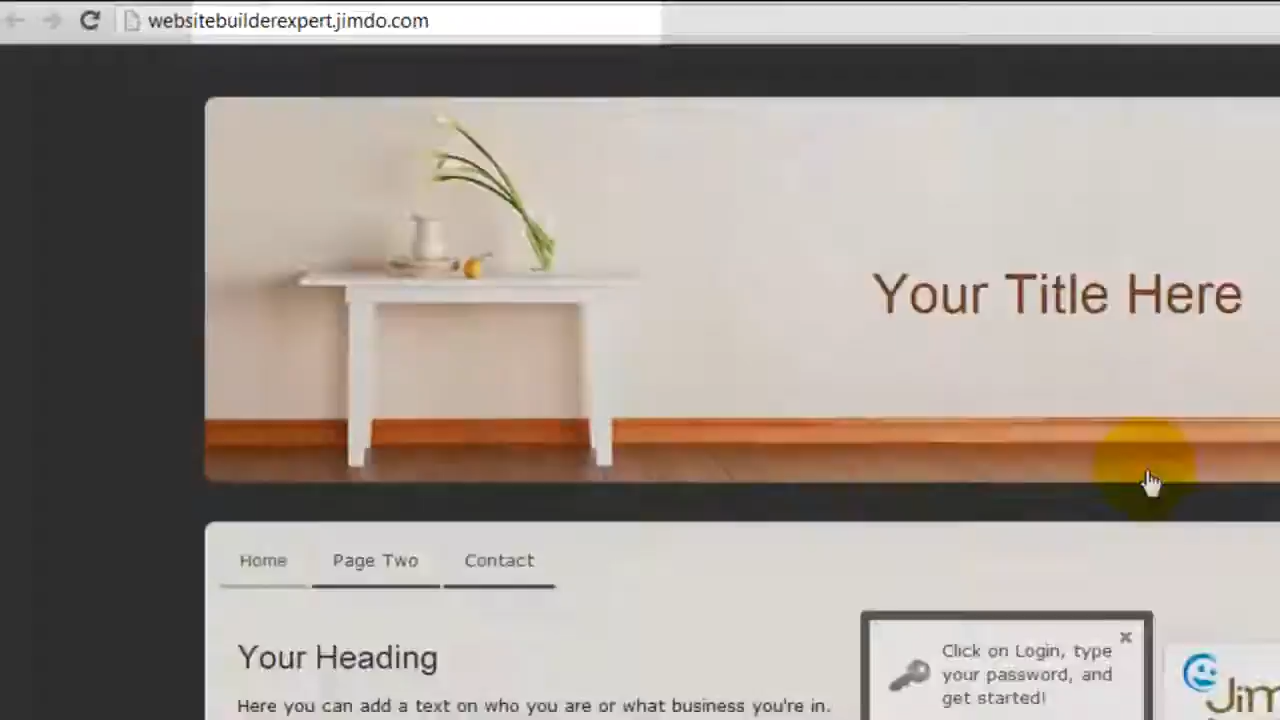 websitebuilderexpert.jimdo.com
Your Title Here
Home Page Two Contact
Your Heading
Here you can add a text on who you are or what business you're in.
Click on Login, type
your password, and
get started!